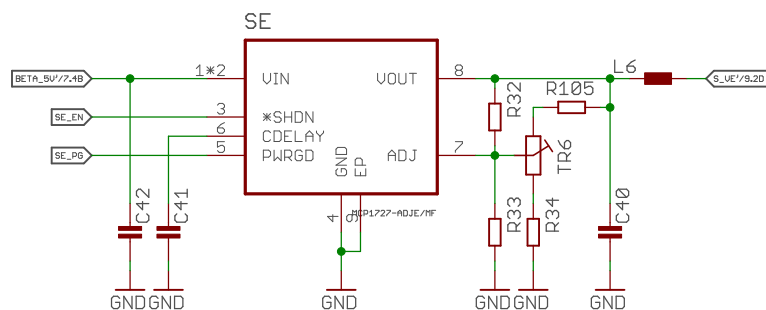 SE
BETA_5V'/7.4B
1*2
VIN
VOUT
8
L6
S_VE'/9.2D
R105
SE_EN
3
*SHDN
R32
6
CDELAY
SE_PG
5
PWRGD
GND
EP
ADJ
7
TR6
MCP1727-ADJE/MF
4
9
C42
C41
R33
R34
C40
GND
GND
GND
GND
GND
GND